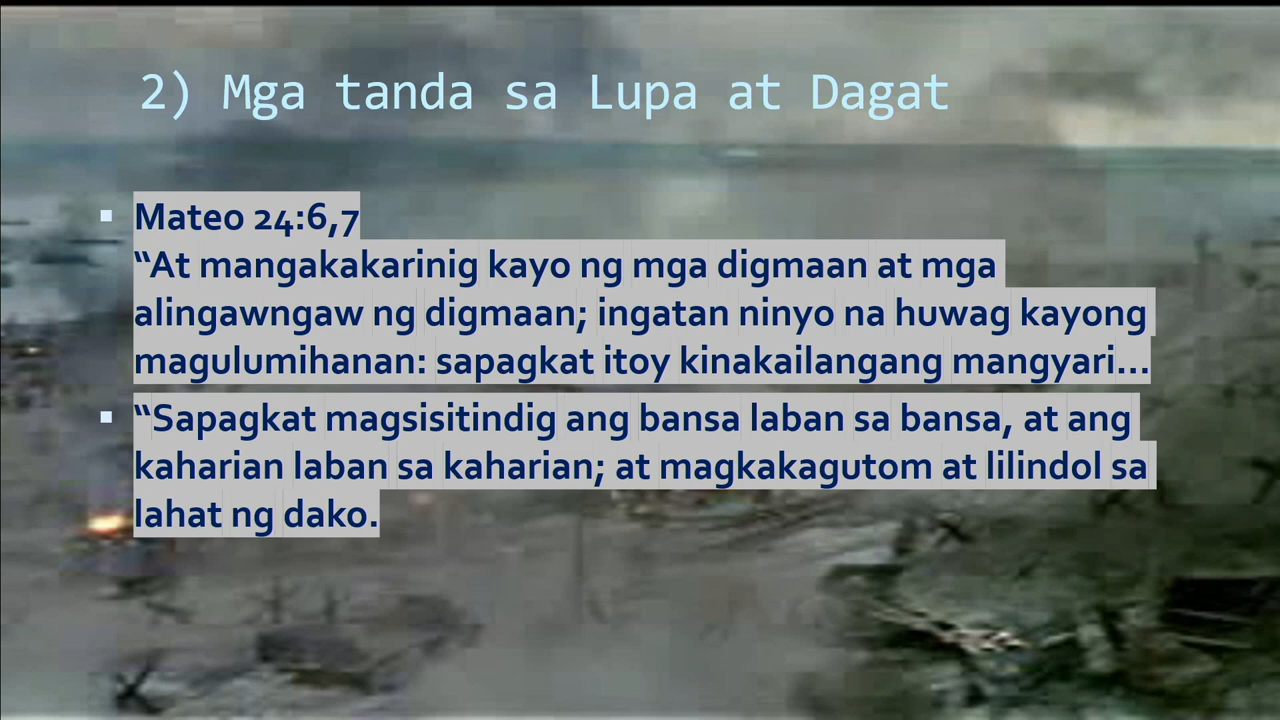 2) Mga tanda sa Lupa at Dagat
▪ Mateo 24:6,7
“At mangakakarinig kayo ng mga digmaan at mga
alingawngaw ng digmaan; ingatan ninyo na huwag kayong
magulumihanan: sapagkat itoy kinakailangang mangyari...
▪ “Sapagkat magsisitindig ang bansa laban sa bansa, at ang
kaharian laban sa kaharian; at magkakagutom at lilindol sa
lahat ng dako.